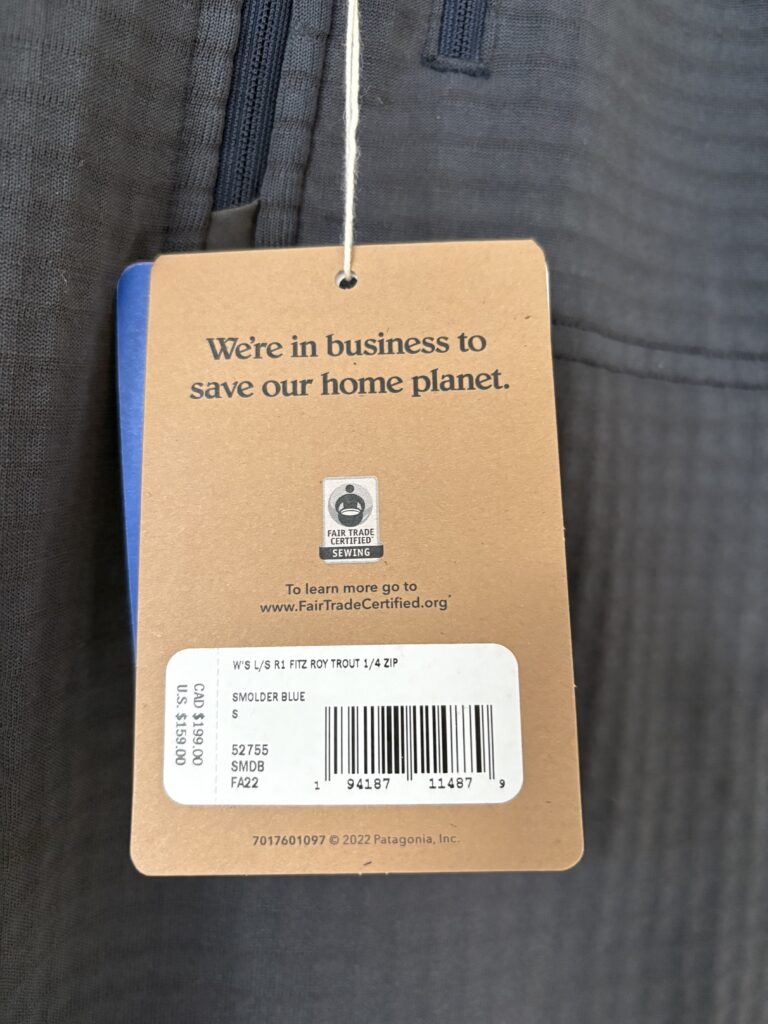 We're in business to
save our home planet.
FAIR TRADE
CERTIFIED™
SEWING
To learn more go to
www.FairTradeCertified.org
W'S L/S R1 FITZ ROY TROUT 1/4 ZIP
SMOLDER BLUE
S
52755
SMDB
FA22
CAD $199.00
U.S. $159.00
1 94187 11487 9
7017601097 © 2022 Patagonia, Inc.